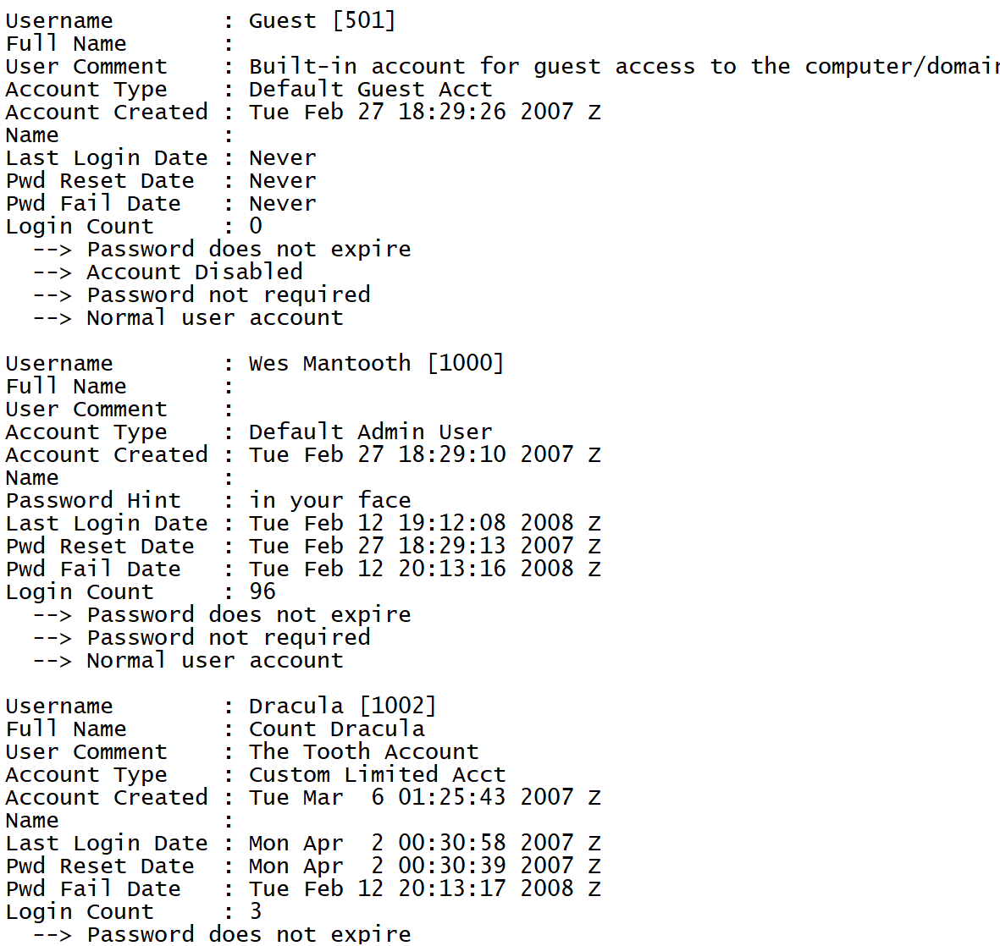 Username        : Guest [501]
Full Name       :
User Comment    : Built-in account for guest access to the computer/domain
Account Type    : Default Guest Acct
Account Created : Tue Feb 27 18:29:26 2007 Z
Name            :
Last Login Date : Never
Pwd Reset Date  : Never
Pwd Fail Date   : Never
Login Count     : 0
  --> Password does not expire
  --> Account Disabled
  --> Password not required
  --> Normal user account

Username        : Wes Mantooth [1000]
Full Name       :
User Comment    :
Account Type    : Default Admin User
Account Created : Tue Feb 27 18:29:10 2007 Z
Name            :
Password Hint   : in your face
Last Login Date : Tue Feb 12 19:12:08 2008 Z
Pwd Reset Date  : Tue Feb 27 18:29:13 2007 Z
Pwd Fail Date   : Tue Feb 12 20:13:16 2008 Z
Login Count     : 96
  --> Password does not expire
  --> Password not required
  --> Normal user account

Username        : Dracula [1002]
Full Name       : Count Dracula
User Comment    : The Tooth Account
Account Type    : Custom Limited Acct
Account Created : Tue Mar  6 01:25:43 2007 Z
Name            :
Last Login Date : Mon Apr  2 00:30:58 2007 Z
Pwd Reset Date  : Mon Apr  2 00:30:39 2007 Z
Pwd Fail Date   : Tue Feb 12 20:13:17 2008 Z
Login Count     : 3
  --> Password does not expire